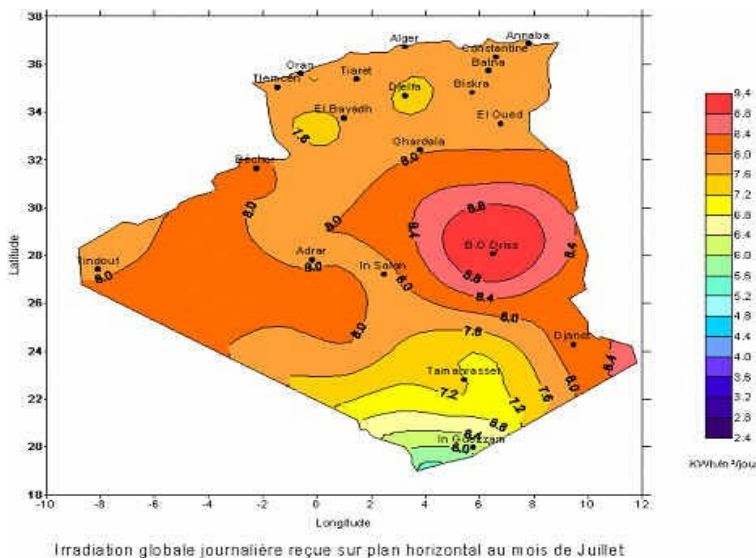 38
36
34
32
30
28
26
24
22
20
18
Latitude
-10 -8 -6 -4 -2 0 2 4 6 8 10 12
Longitude
Alger
Annaba
Constantine
Oran
Batna
Tlemcen
Tiaret
Djelfa
Biskra
El Bayadh
7.6
El Oued
Ghardaia
8.0
Béchar
8.0
8.0
8.8
B.O.Driss
8.4
8.8
8.4
Tindouf
8.0
Adrar
8.0
In Salah
8.0
8.0
8.0
7.6
Djanet
8.4
8.0
7.6
Tamanrasset
7.2
7.2
6.8
6.4
In Guezzam
6.0
9.4
8.8
8.4
8.0
7.6
7.2
6.8
6.4
6.0
5.6
5.2
4.8
4.4
4.0
3.6
3.2
2.8
2.4
Irradiation globale journalière reçue sur plan horizontal au mois de Juillet